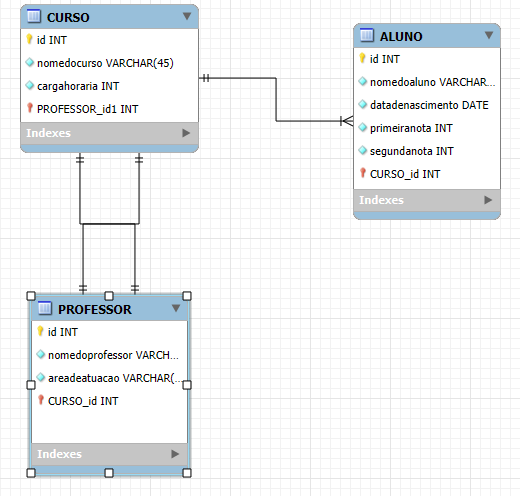 CURSO
id INT
nomedocurso VARCHAR(45)
cargahoraria INT
PROFESSOR_id1 INT
Indexes
ALUNO
id INT
nomedoaluno VARCHAR...
datadenascimento DATE
primeiranota INT
segundanota INT
CURSO_id INT
Indexes
PROFESSOR
id INT
nomedoprofessor VARCH...
areadeatuacao VARCHAR(...
CURSO_id INT
Indexes